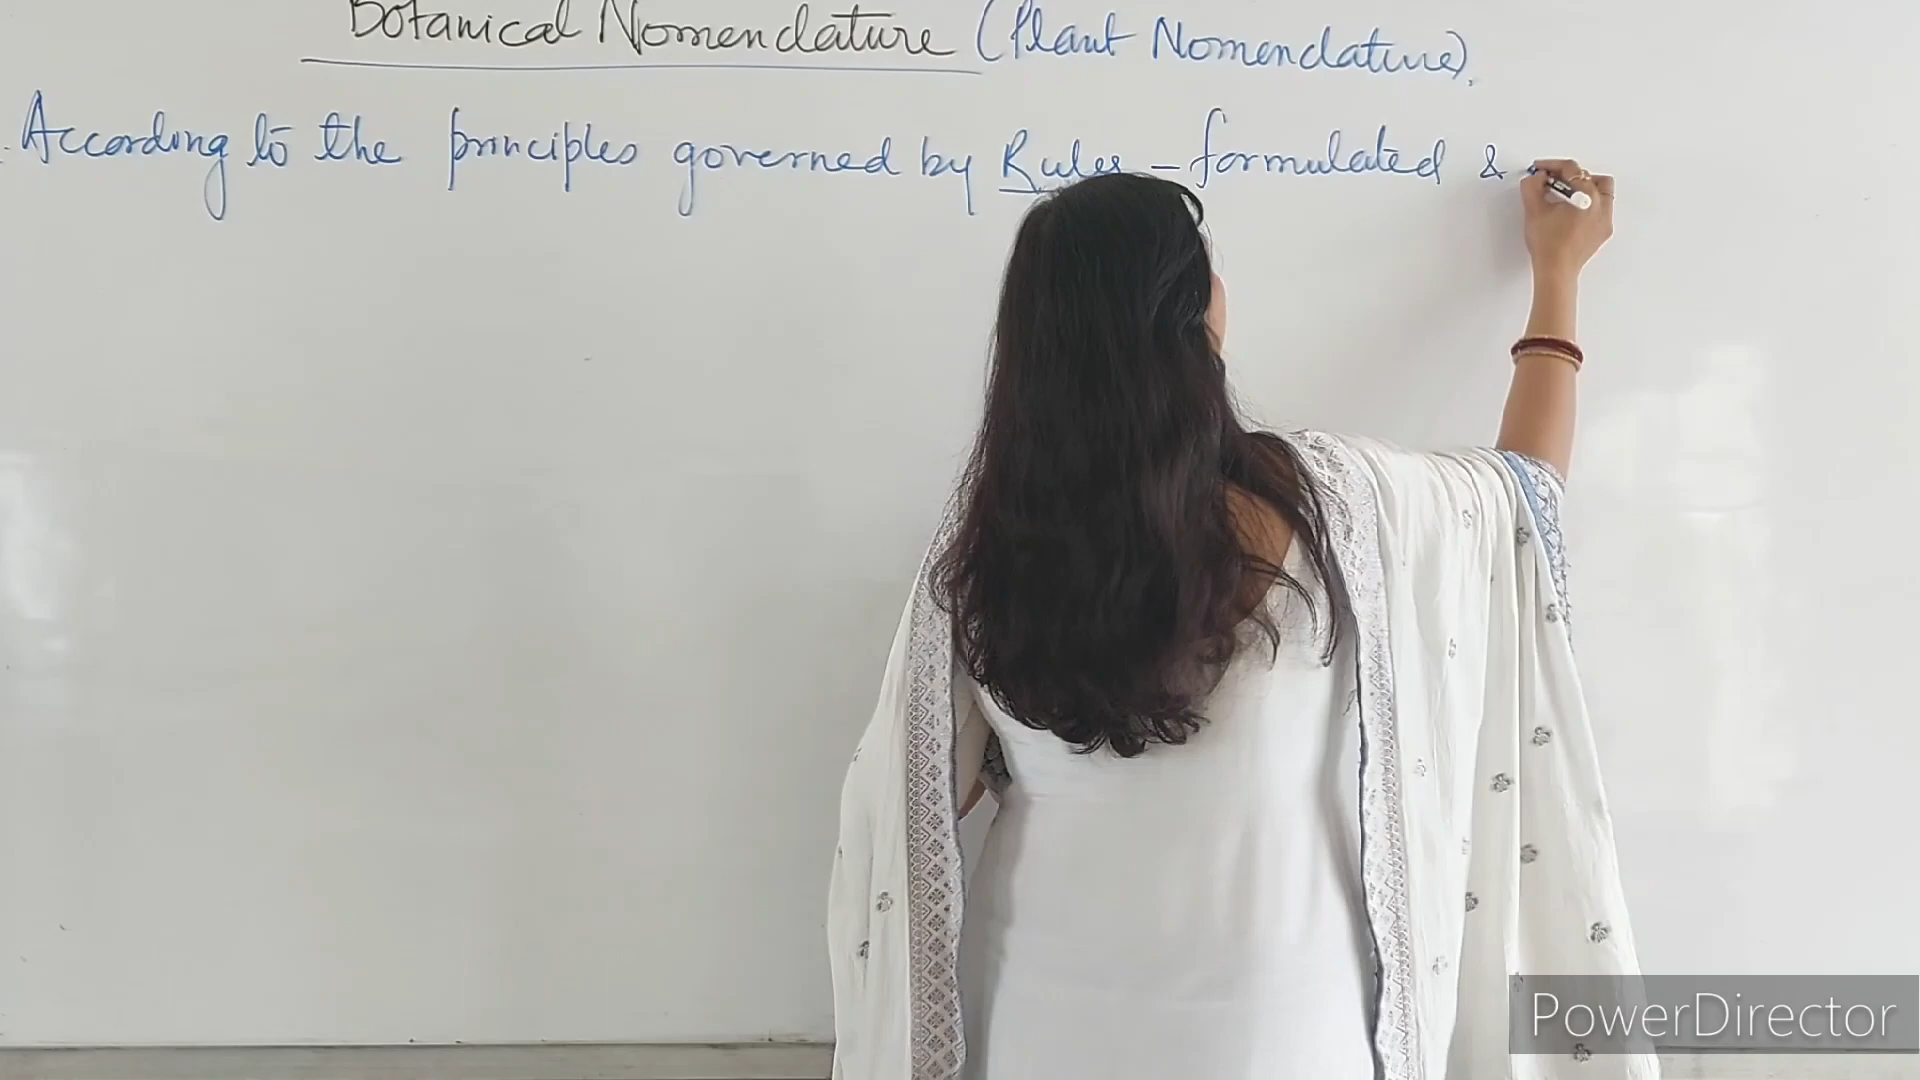 Botanical Nomenclature (Plant Nomenclature).
According to the principles governed by Rules - formulated &
PowerDirector